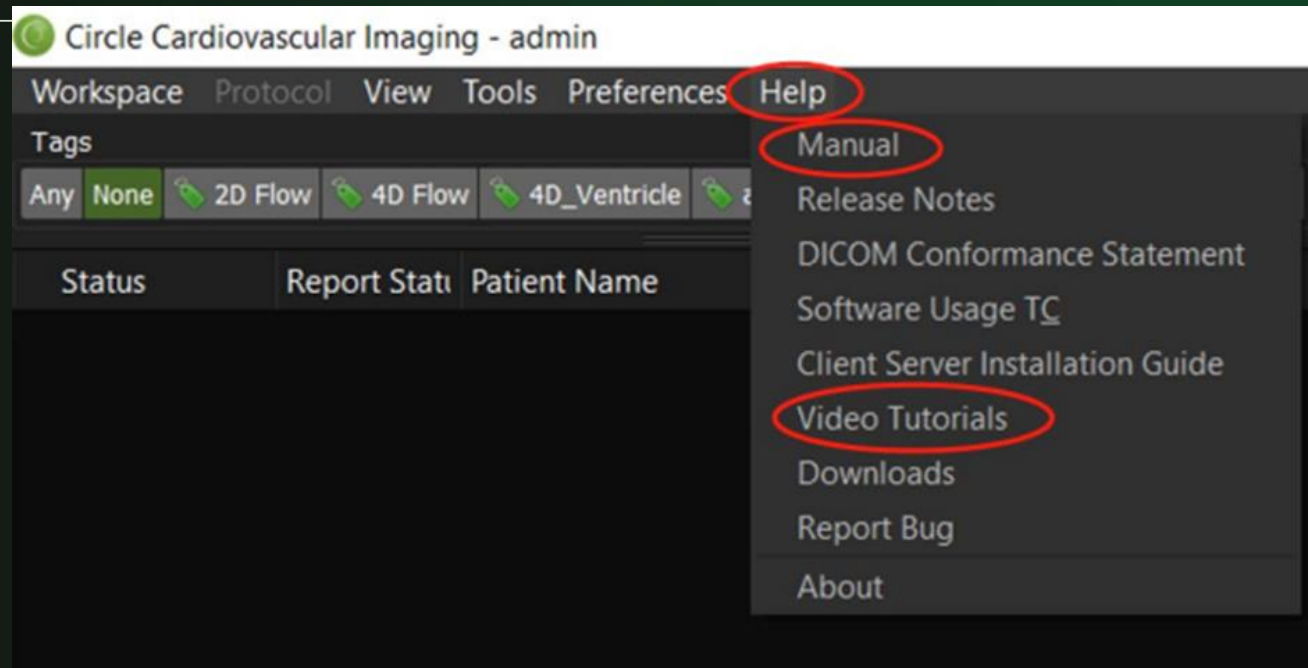 Circle Cardiovascular Imaging - admin
Workspace Protocol View Tools Preferences Help
Tags
Any None 2D Flow 4D Flow 4D_Ventricle
Status Report Statu Patient Name
Manual
Release Notes
DICOM Conformance Statement
Software Usage TC
Client Server Installation Guide
Video Tutorials
Downloads
Report Bug
About